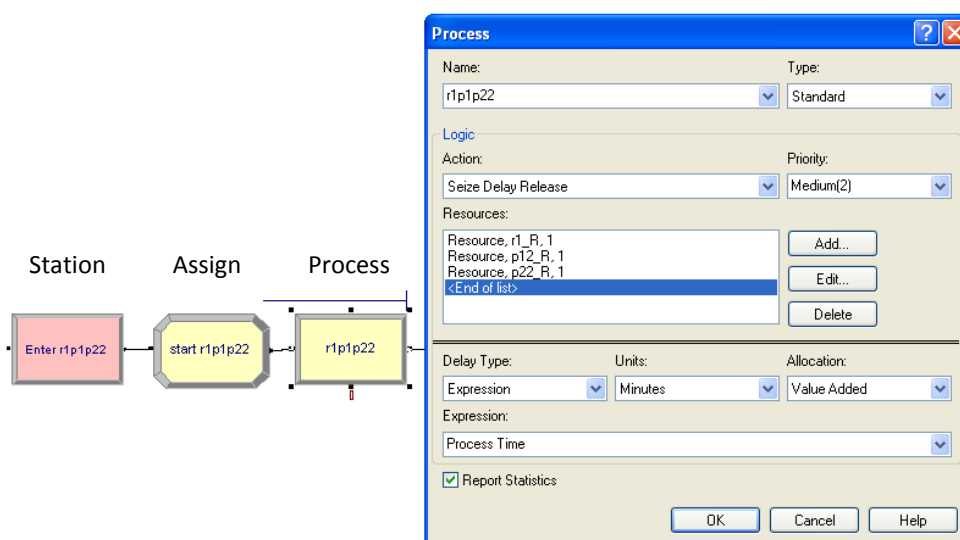 Station Assign Process
Enter r1p1p22
start r1p1p22
r1p1p22
Process
Name:
Type:
r1p1p22
Standard
Logic
Action:
Priority:
Seize Delay Release
Medium(2)
Resources:
Resource, r1_R, 1
Resource, p12_R, 1
Resource, p22_R, 1
<End of list>
Add...
Edit...
Delete
Delay Type:
Units:
Allocation:
Expression
Minutes
Value Added
Expression:
Process Time
Report Statistics
OK
Cancel
Help